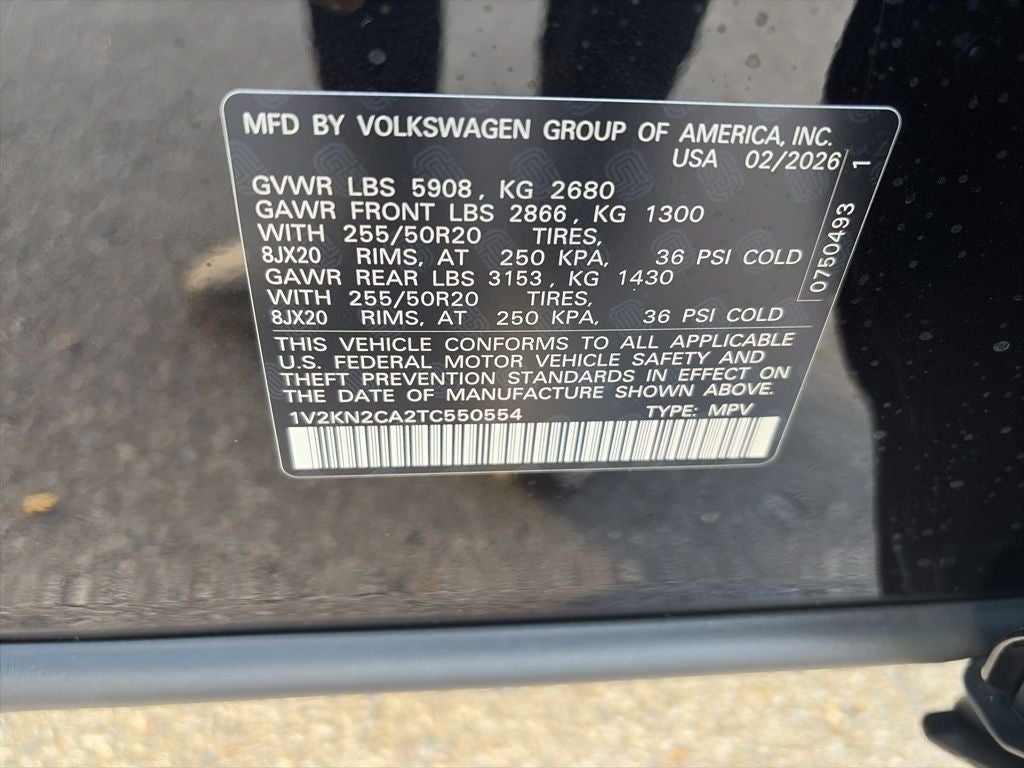 MFD BY VOLKSWAGEN GROUP OF AMERICA, INC.
USA 02/2026
GVWR LBS 5908, KG 2680
GAWR FRONT LBS 2866, KG 1300
WITH 255/50R20 TIRES,
8JX20 RIMS, AT 250 KPA, 36 PSI COLD
GAWR REAR LBS 3153, KG 1430
WITH 255/50R20 TIRES,
8JX20 RIMS, AT 250 KPA, 36 PSI COLD
THIS VEHICLE CONFORMS TO ALL APPLICABLE
U.S. FEDERAL MOTOR VEHICLE SAFETY AND
THEFT PREVENTION STANDARDS IN EFFECT ON
THE DATE OF MANUFACTURE SHOWN ABOVE.
1V2KN2CA2TC550554 TYPE: MPV
0750493 1